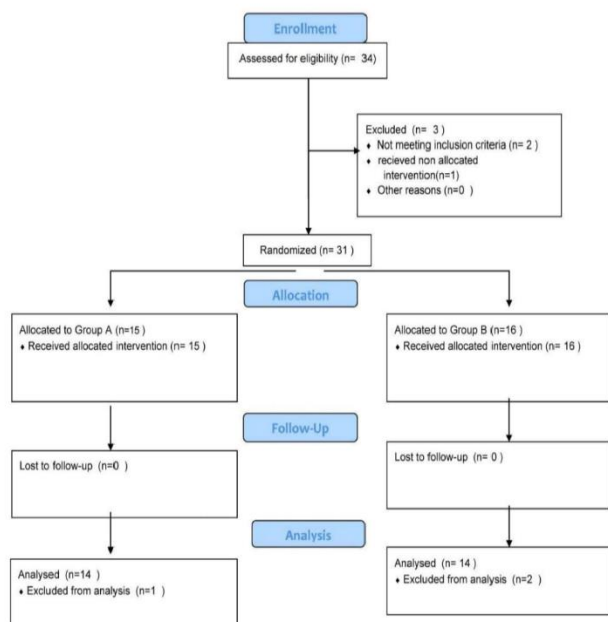 Enrollment
Assessed for eligibility (n= 34)
Excluded (n= 3)
♦ Not meeting inclusion criteria (n= 2 )
♦ recieved non allocated
intervention(n=1)
♦ Other reasons (n=0 )
Randomized (n= 31 )
Allocation
Allocated to Group A (n=15)
♦ Received allocated intervention (n= 15 )
Allocated to Group B (n=16)
♦ Received allocated intervention (n= 16 )
Follow-Up
Lost to follow-up (n=0 )
Lost to follow-up (n= 0 )
Analysis
Analysed (n=14 )
♦ Excluded from analysis (n=1 )
Analysed (n= 14 )
♦ Excluded from analysis (n=2 )